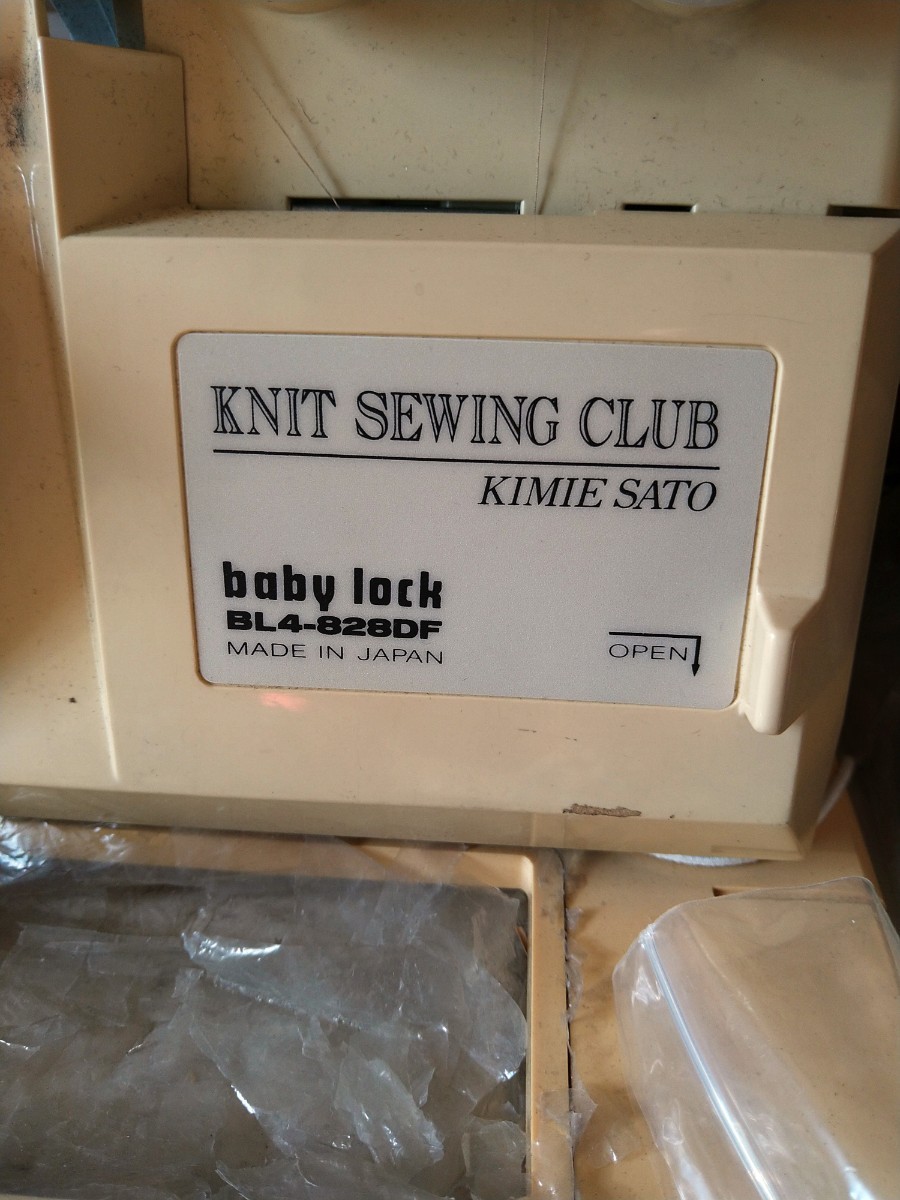 KNIT SEWING CLUB
KIMIE SATO
baby lock
BL4-828DF
MADE IN JAPAN
OPEN